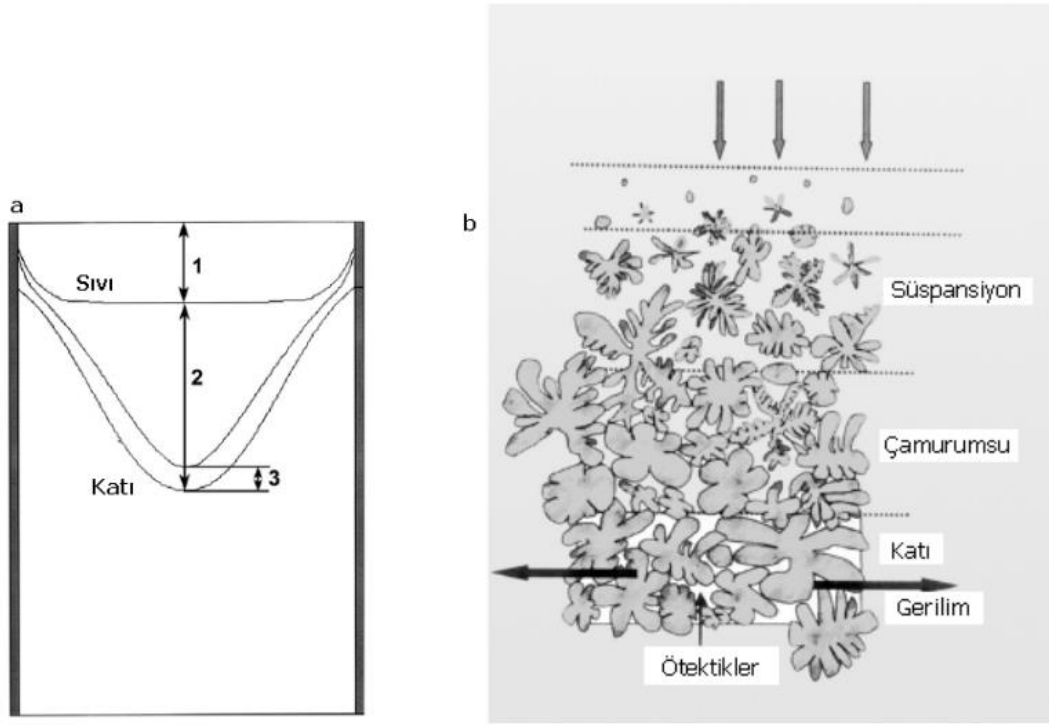 a
1
Sıvı
2
Katı
3
b
Süspansiyon
Çamurumsu
Katı
Gerilim
Ötektikler